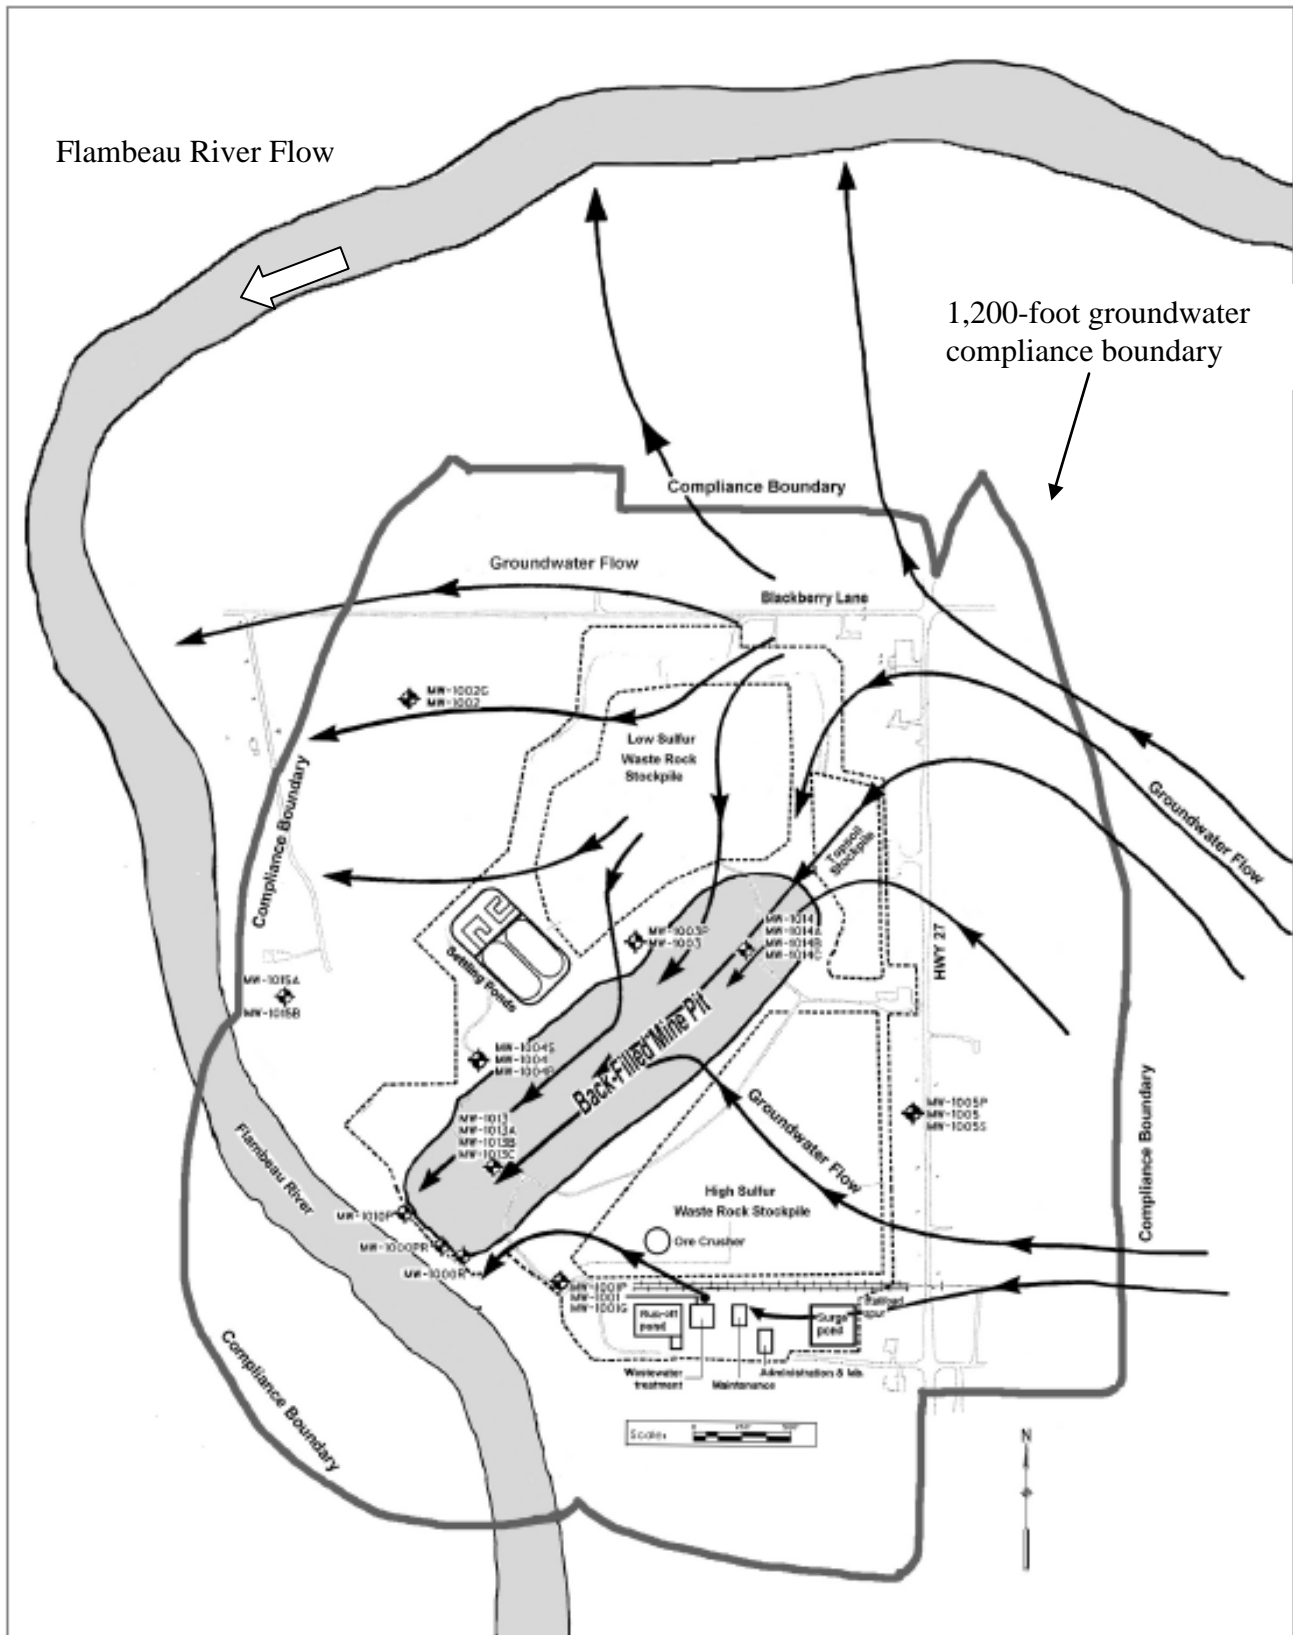 Flambeau River Flow
1,200-foot groundwater
compliance boundary
Compliance Boundary
Groundwater Flow
Blackberry Lane
MW-1002G
MW-1002
Low Sulfur
Waste Rock
Stockpile
Groundwater Flow
Compliance Boundary
Topsoil
Stockpile
MW-1003P
MW-1003
MW-1014
MW-1014A
MW-1014B
MW-1014C
HWY 27
Settling Ponds
MW-1015A
MW-1015B
MW-1004S
MW-1004
MW-1004P
Back-Filled Mine Pit
MW-1005P
MW-1005
MW-1005S
MW-1013
MW-1013A
MW-1013B
MW-1013C
Groundwater Flow
Compliance Boundary
Flambeau River
High Sulfur
Waste Rock Stockpile
MW-1010P
Ore Crusher
MW-1000PR
MW-1000R
MW-1001P
MW-1001
MW-1001G
Run-off
pond
Surge
pond
Railroad
spur
Wastewater
treatment
Maintenance
Administration & lab.
Compliance Boundary
Scale:
0
N